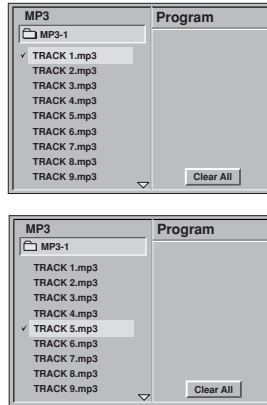 MP3
Program
MP3-1
✓ TRACK 1.mp3
TRACK 2.mp3
TRACK 3.mp3
TRACK 4.mp3
TRACK 5.mp3
TRACK 6.mp3
TRACK 7.mp3
TRACK 8.mp3
TRACK 9.mp3
Clear All
MP3
Program
MP3-1
TRACK 1.mp3
TRACK 2.mp3
TRACK 3.mp3
TRACK 4.mp3
✓ TRACK 5.mp3
TRACK 6.mp3
TRACK 7.mp3
TRACK 8.mp3
TRACK 9.mp3
Clear All